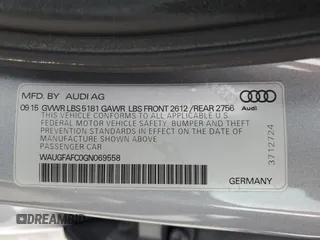 MFD. BY AUDI AG
09 15 GVWR LBS 5181 GAWR LBS FRONT 2612 /REAR 2756
THIS VEHICLE CONFORMS TO ALL APPLICABLE U.S.
FEDERAL MOTOR VEHICLE SAFETY, BUMPER AND THEFT
PREVENTION STANDARDS IN EFFECT ON THE DATE OF
MANUFACTURE SHOWN ABOVE.
PASSENGER CAR
WAUGFAFC0GN069558
GERMANY
Audi
3712724
DREAMBID